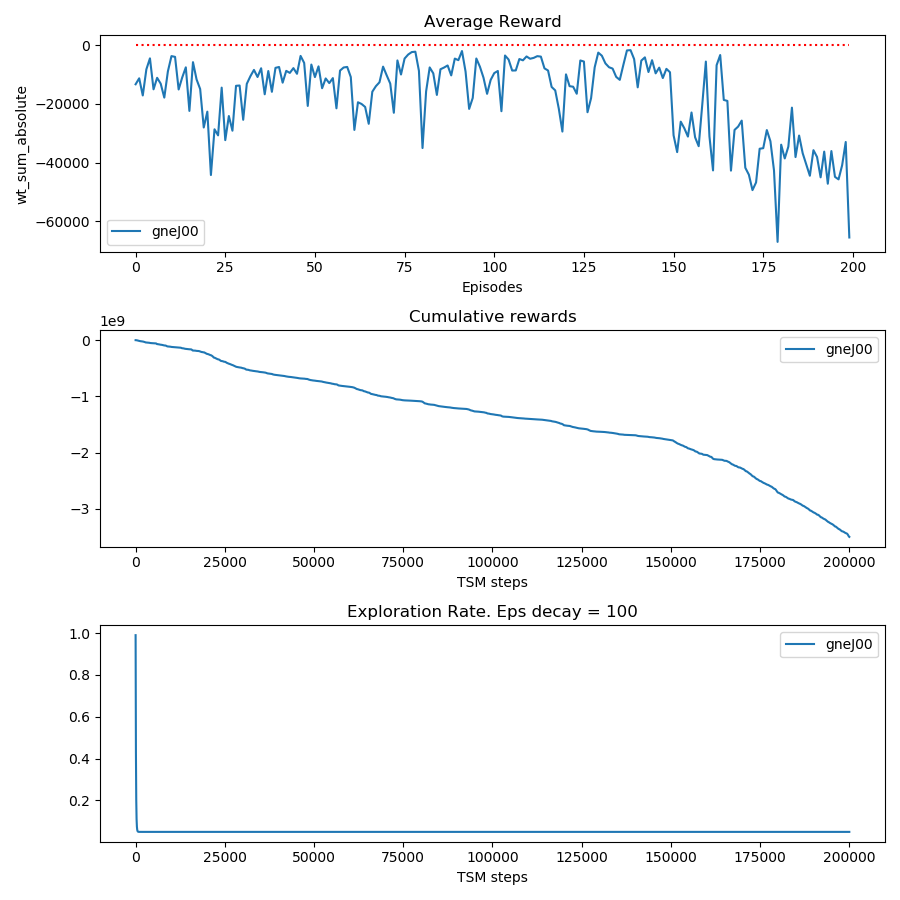 Average Reward
0
−20000
−40000
−60000
wt_sum_absolute
gneJ00
0 25 50 75 100 125 150 175 200
Episodes
Cumulative rewards
1e9
0
−1
−2
−3
gneJ00
0 25000 50000 75000 100000 125000 150000 175000 200000
TSM steps
Exploration Rate. Eps decay = 100
1.0
0.8
0.6
0.4
0.2
gneJ00
0 25000 50000 75000 100000 125000 150000 175000 200000
TSM steps